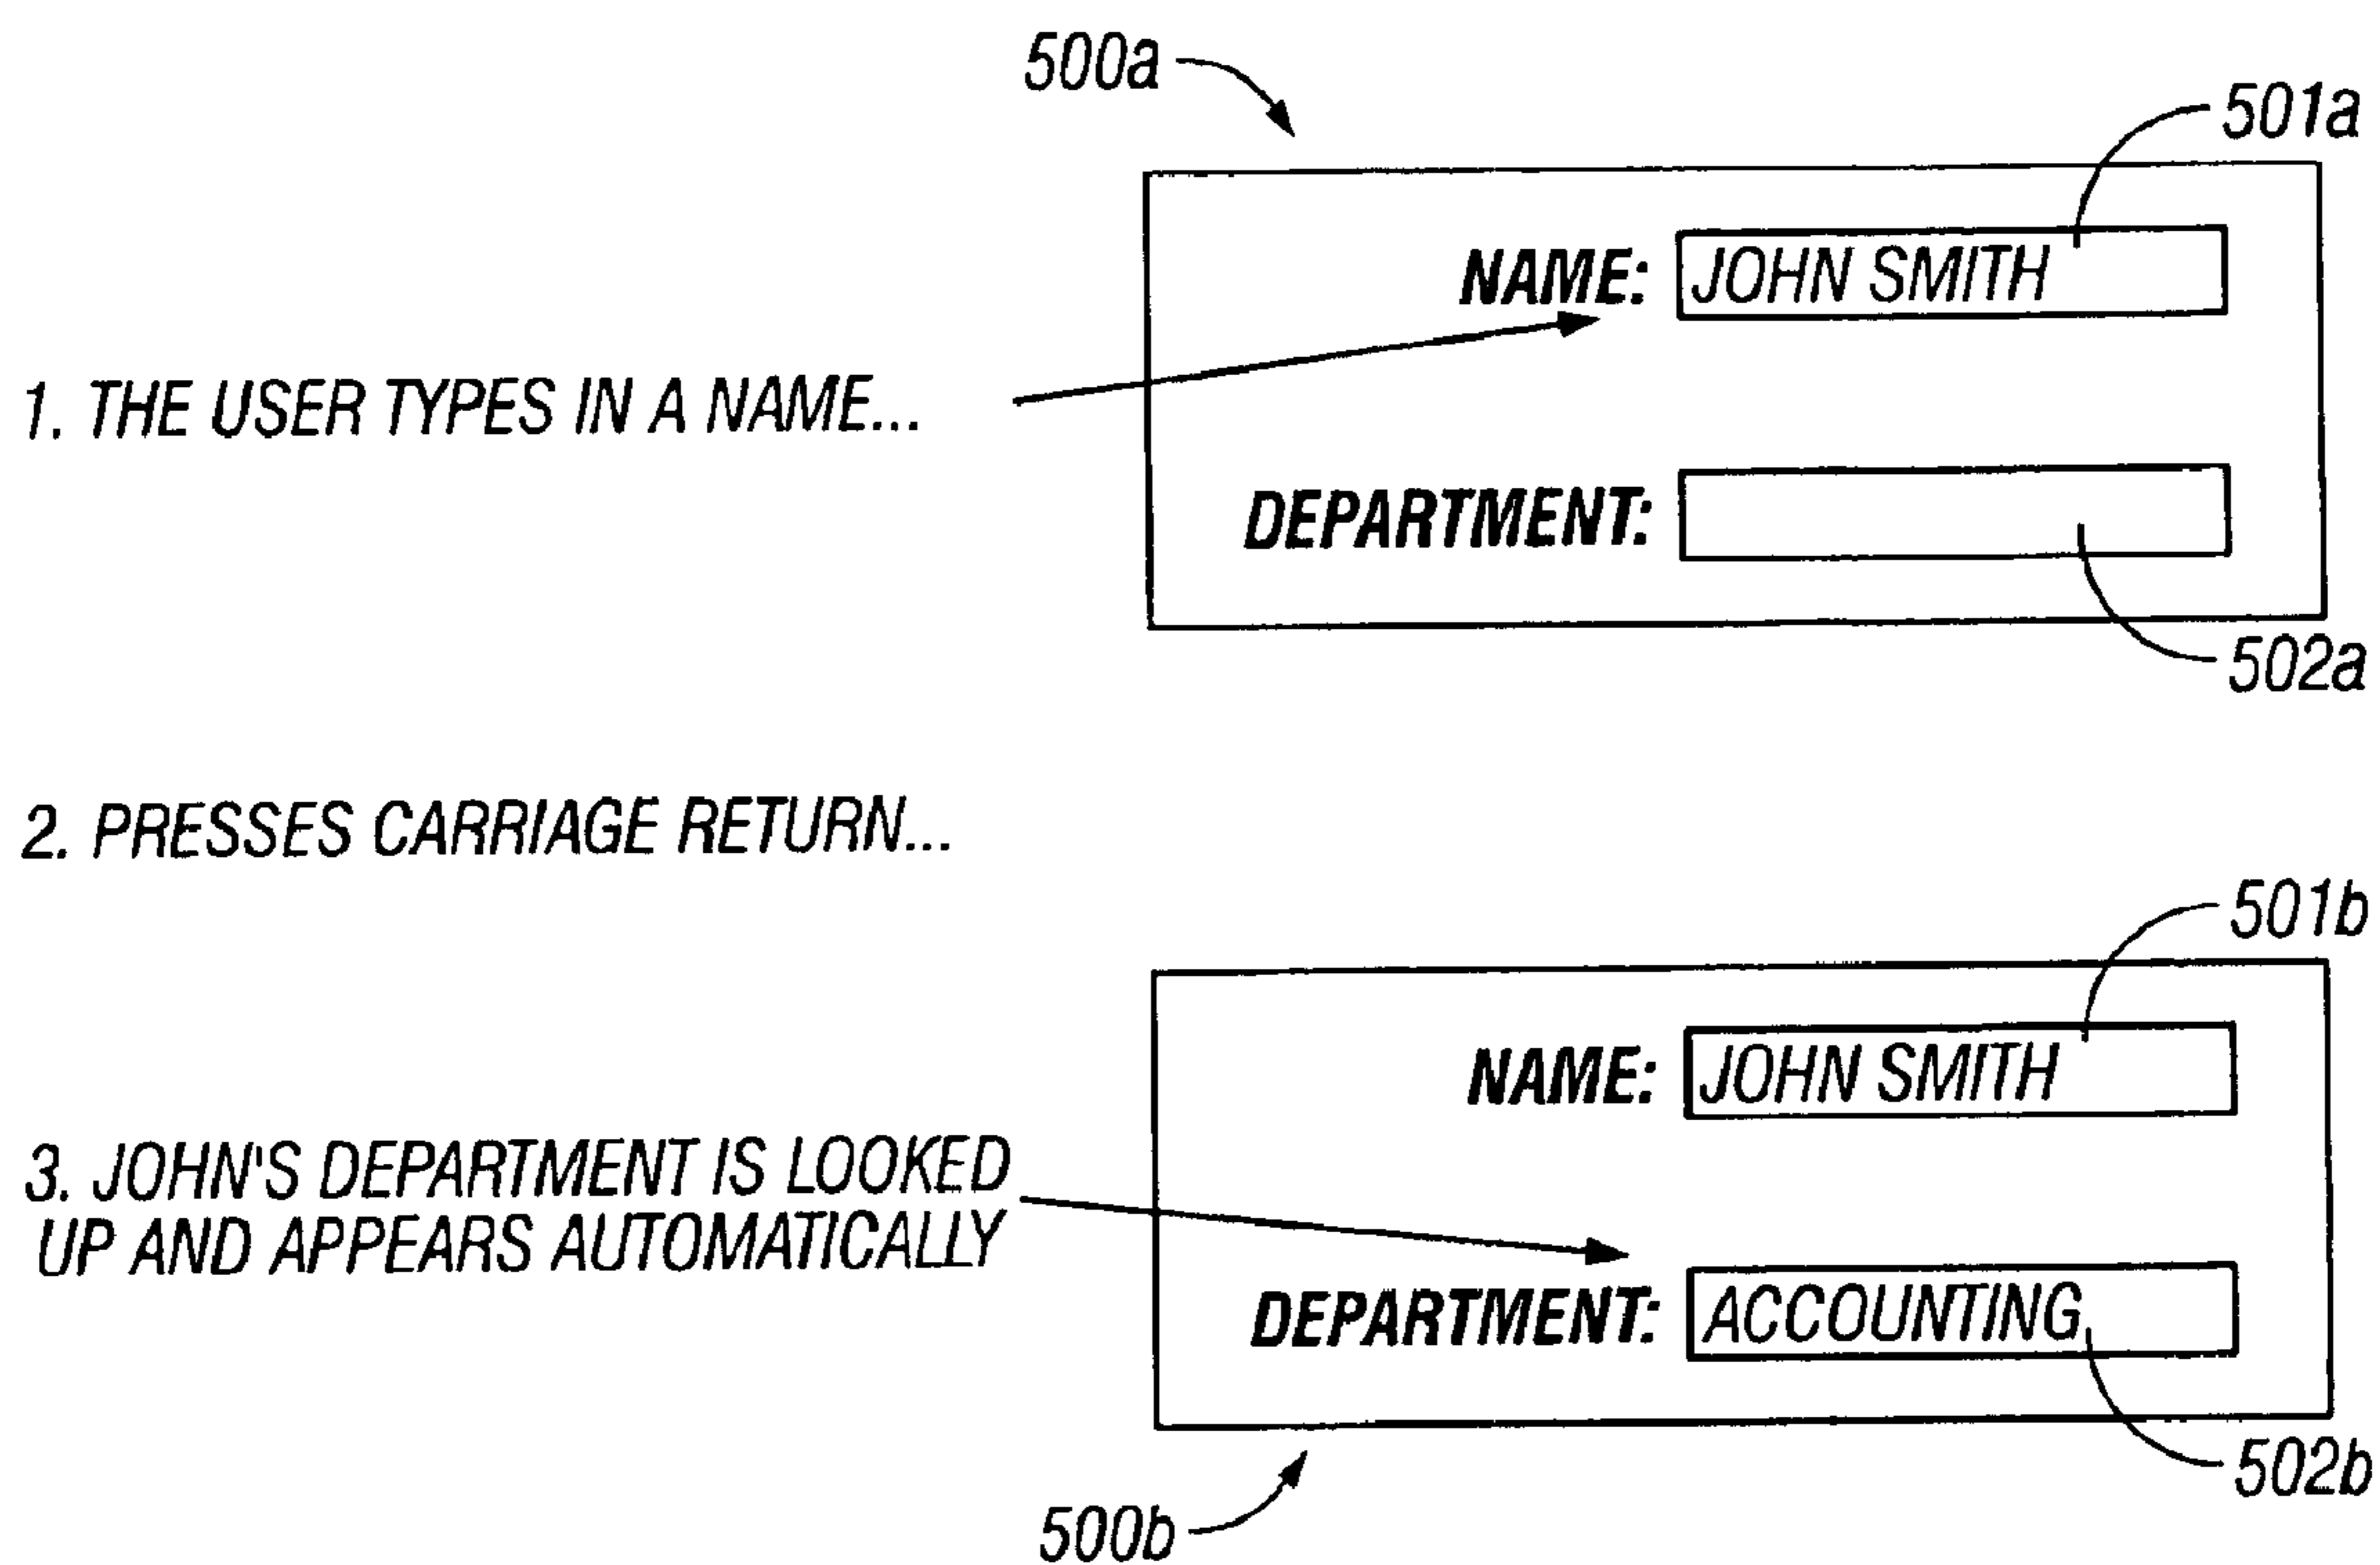 500a
501a
NAME: JOHN SMITH
1. THE USER TYPES IN A NAME...
DEPARTMENT:
502a
2. PRESSES CARRIAGE RETURN...
501b
NAME: JOHN SMITH
3. JOHN'S DEPARTMENT IS LOOKED
UP AND APPEARS AUTOMATICALLY
DEPARTMENT: ACCOUNTING
502b
500b